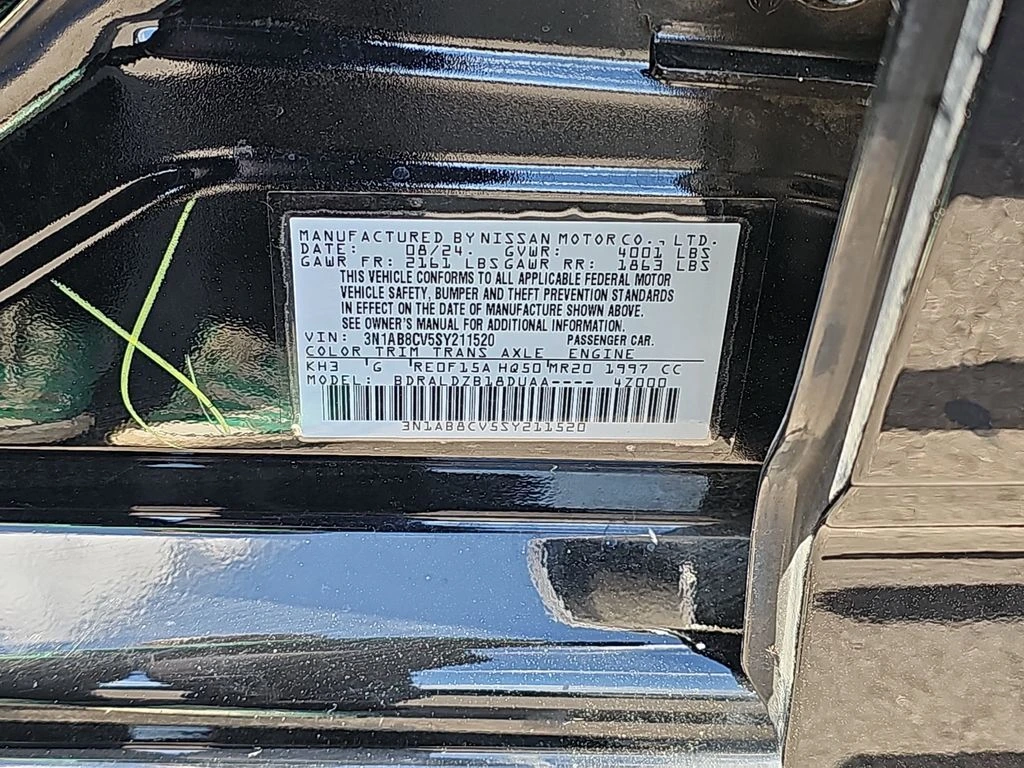 MANUFACTURED BY NISSAN MOTOR CO., LTD.
DATE: 08/24. GVWR: 4001 LBS
GAWR FR: 2161 LBS GAWR RR: 1863 LBS
THIS VEHICLE CONFORMS TO ALL APPLICABLE FEDERAL MOTOR
VEHICLE SAFETY, BUMPER AND THEFT PREVENTION STANDARDS
IN EFFECT ON THE DATE OF MANUFACTURE SHOWN ABOVE.
SEE OWNER'S MANUAL FOR ADDITIONAL INFORMATION.
VIN: 3N1AB8CV5SY211520 PASSENGER CAR.
COLOR TRIM TRANS AXLE ENGINE
KH3 'G 'RE0F15A HQ50'MR20 1997 CC
MODEL: BDRALDZB18DUAA---- 4Z000
3N1AB8CV5SY211520